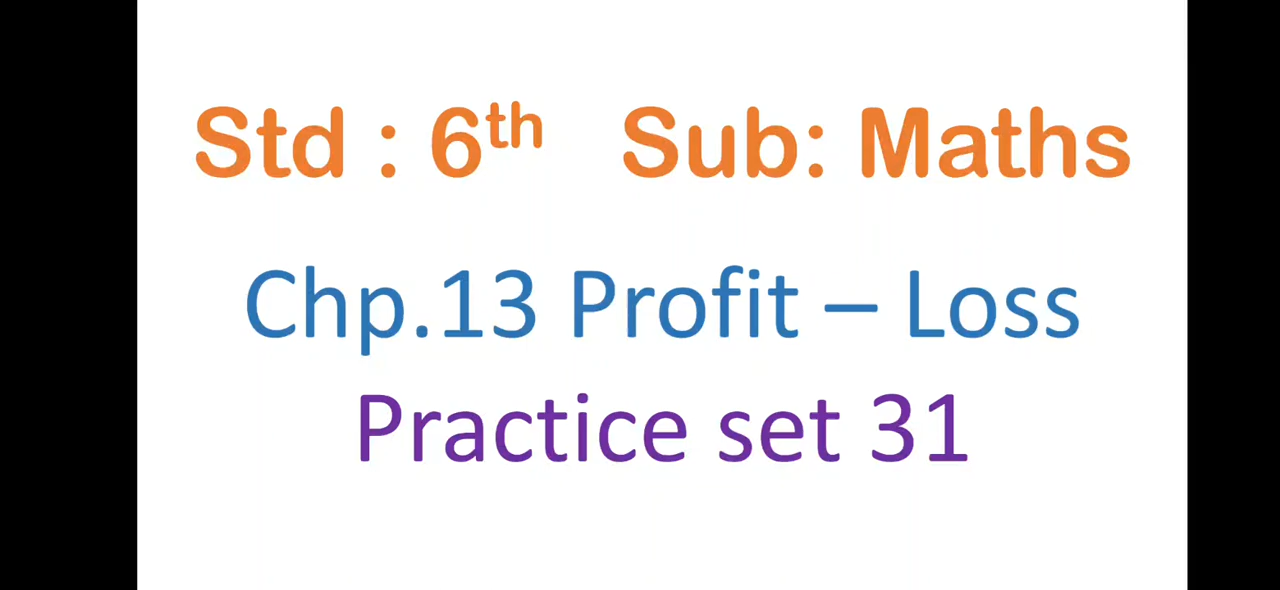 Std : 6th Sub: Maths
Chp.13 Profit – Loss
Practice set 31